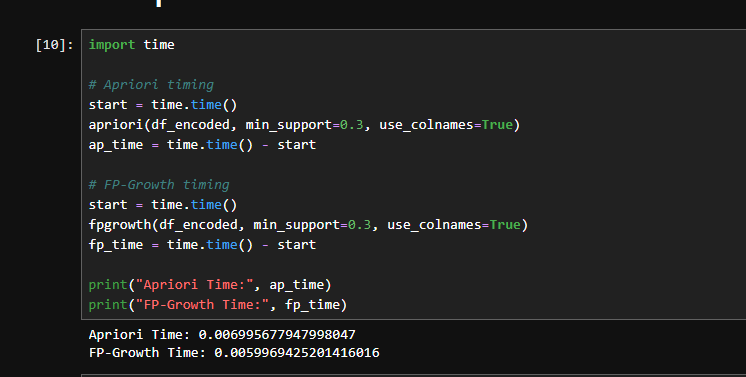 [10]: import time
# Apriori timing
start = time.time()
apriori(df_encoded, min_support=0.3, use_colnames=True)
ap_time = time.time() - start
# FP-Growth timing
start = time.time()
fpgrowth(df_encoded, min_support=0.3, use_colnames=True)
fp_time = time.time() - start
print("Apriori Time:", ap_time)
print("FP-Growth Time:", fp_time)
Apriori Time: 0.006995677947998047
FP-Growth Time: 0.0059969425201416016